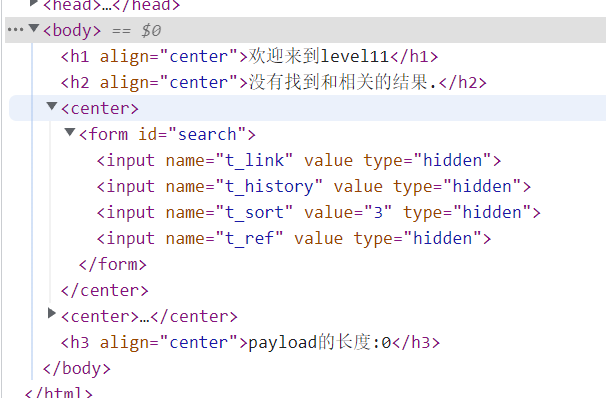 <head>…</head>
··· <body> == $0
<h1 align="center">欢迎来到level11</h1>
<h2 align="center">没有找到和相关的结果.</h2>
<center>
<form id="search">
<input name="t_link" value type="hidden">
<input name="t_history" value type="hidden">
<input name="t_sort" value="3" type="hidden">
<input name="t_ref" value type="hidden">
</form>
</center>
<center>…</center>
<h3 align="center">payload的长度:0</h3>
</body>
</html>